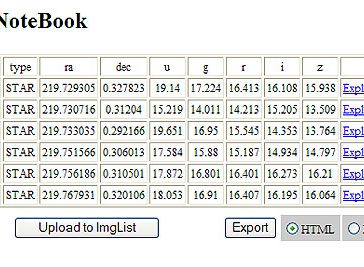 NoteBook
type ra dec u g r i z
STAR 219.729305 0.327823 19.14 17.224 16.413 16.108 15.938 Expl
STAR 219.730716 0.31204 15.219 14.011 14.213 15.205 13.509 Expl
STAR 219.733035 0.292166 19.651 16.95 15.545 14.353 13.764 Expl
STAR 219.751566 0.306013 17.584 15.88 15.187 14.934 14.797 Expl
STAR 219.756186 0.310501 17.872 16.801 16.401 16.273 16.21 Expl
STAR 219.767931 0.320106 18.053 16.91 16.407 16.195 16.064 Expl
Upload to ImgList Export HTML